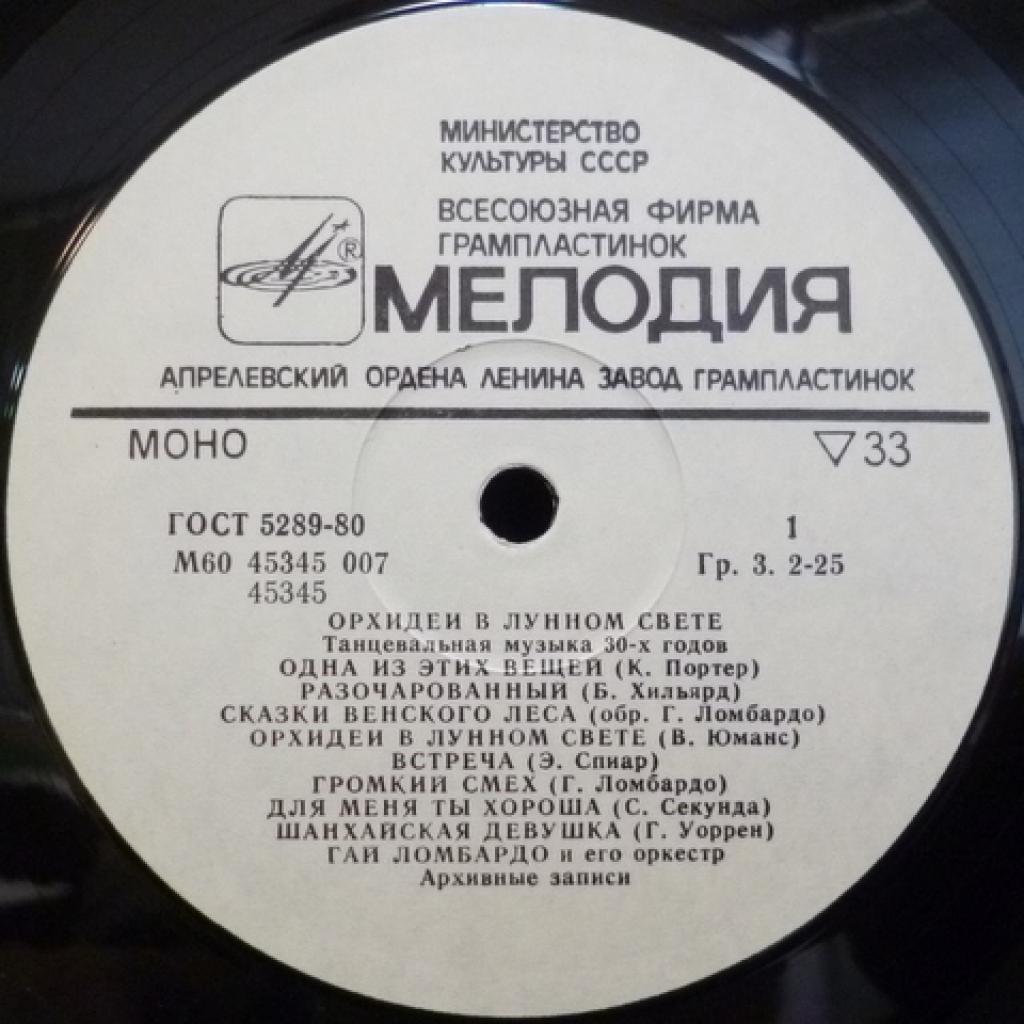 МИНИСТЕРСТВО
КУЛЬТУРЫ СССР
ВСЕСОЮЗНАЯ ФИРМА
ГРАМПЛАСТИНОК
®
МЕЛОДИЯ
АПРЕЛЕВСКИЙ ОРДЕНА ЛЕНИНА ЗАВОД ГРАМПЛАСТИНОК
МОНО ▽33
ГОСТ 5289-80 1
М60 45345 007 Гр. 3. 2-25
45345
ОРХИДЕИ В ЛУННОМ СВЕТЕ
Танцевальная музыка 30-х годов
ОДНА ИЗ ЭТИХ ВЕЩЕЙ (К. Портер)
РАЗОЧАРОВАННЫЙ (Б. Хильярд)
СКАЗКИ ВЕНСКОГО ЛЕСА (обр. Г. Ломбардо)
ОРХИДЕИ В ЛУННОМ СВЕТЕ (В. Юманс)
ВСТРЕЧА (Э. Спиар)
ГРОМКИЙ СМЕХ (Г. Ломбардо)
ДЛЯ МЕНЯ ТЫ ХОРОША (С. Секунда)
ШАНХАЙСКАЯ ДЕВУШКА (Г. Уоррен)
ГАЙ ЛОМБАРДО и его оркестр
Архивные записи